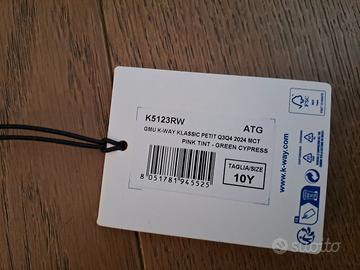 K5123RW ATG
GMU K-WAY KLASSIC PETIT Q3Q4 2024 MCT
PINK TINT - GREEN CYPRESS
TAGLIA/SIZE
10Y
8 051781 945525
www.k-way.com
FSC
subito